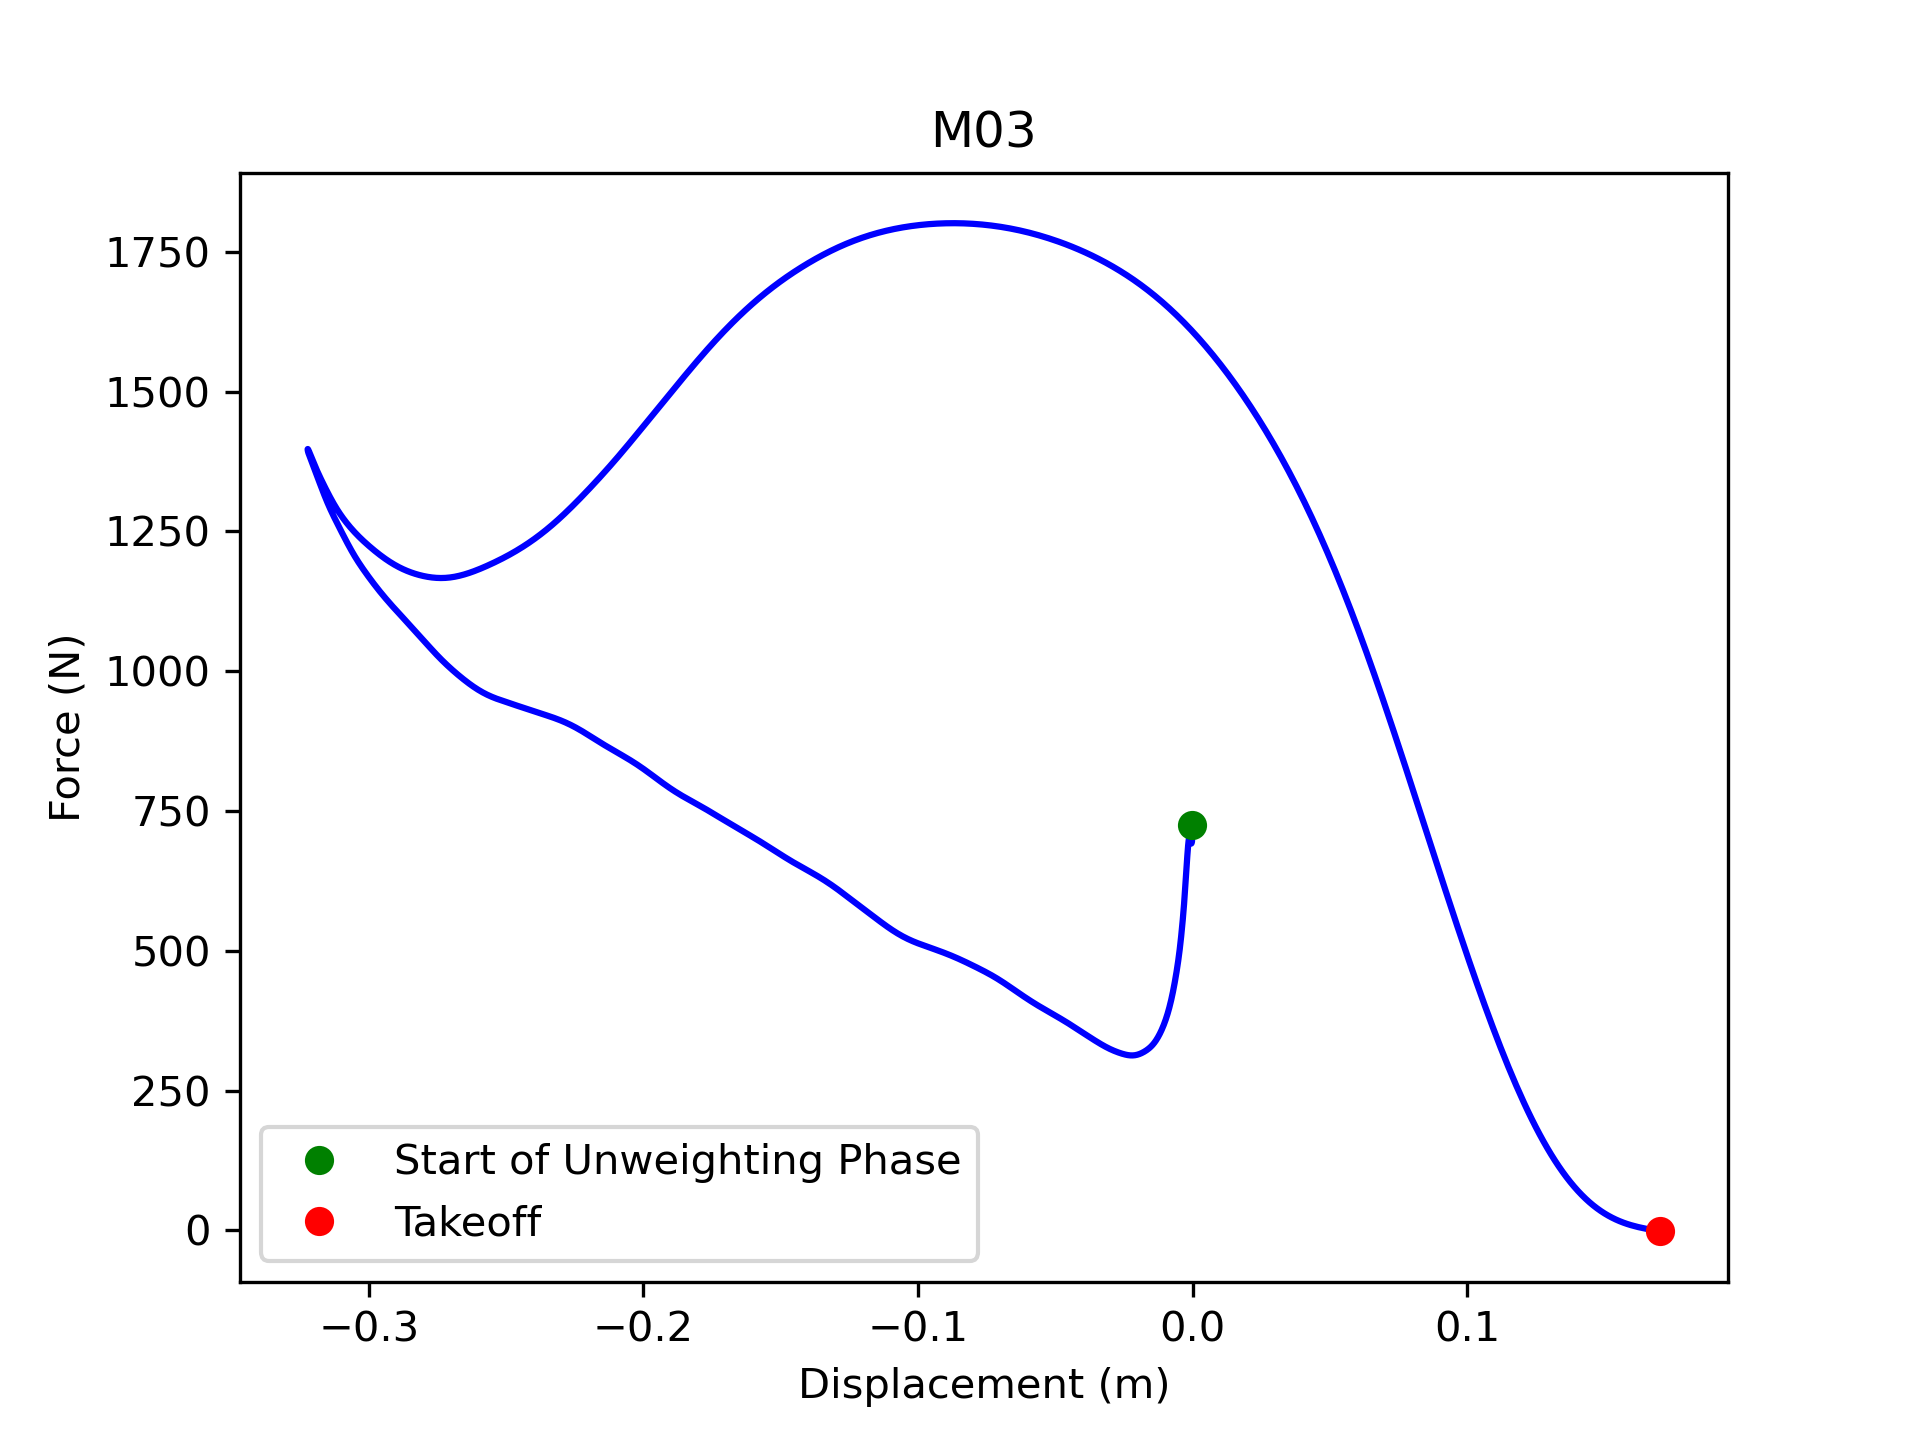 M03
1750
1500
1250
1000
750
500
250
0
Force (N)
Start of Unweighting Phase
Takeoff
−0.3 −0.2 −0.1 0.0 0.1
Displacement (m)